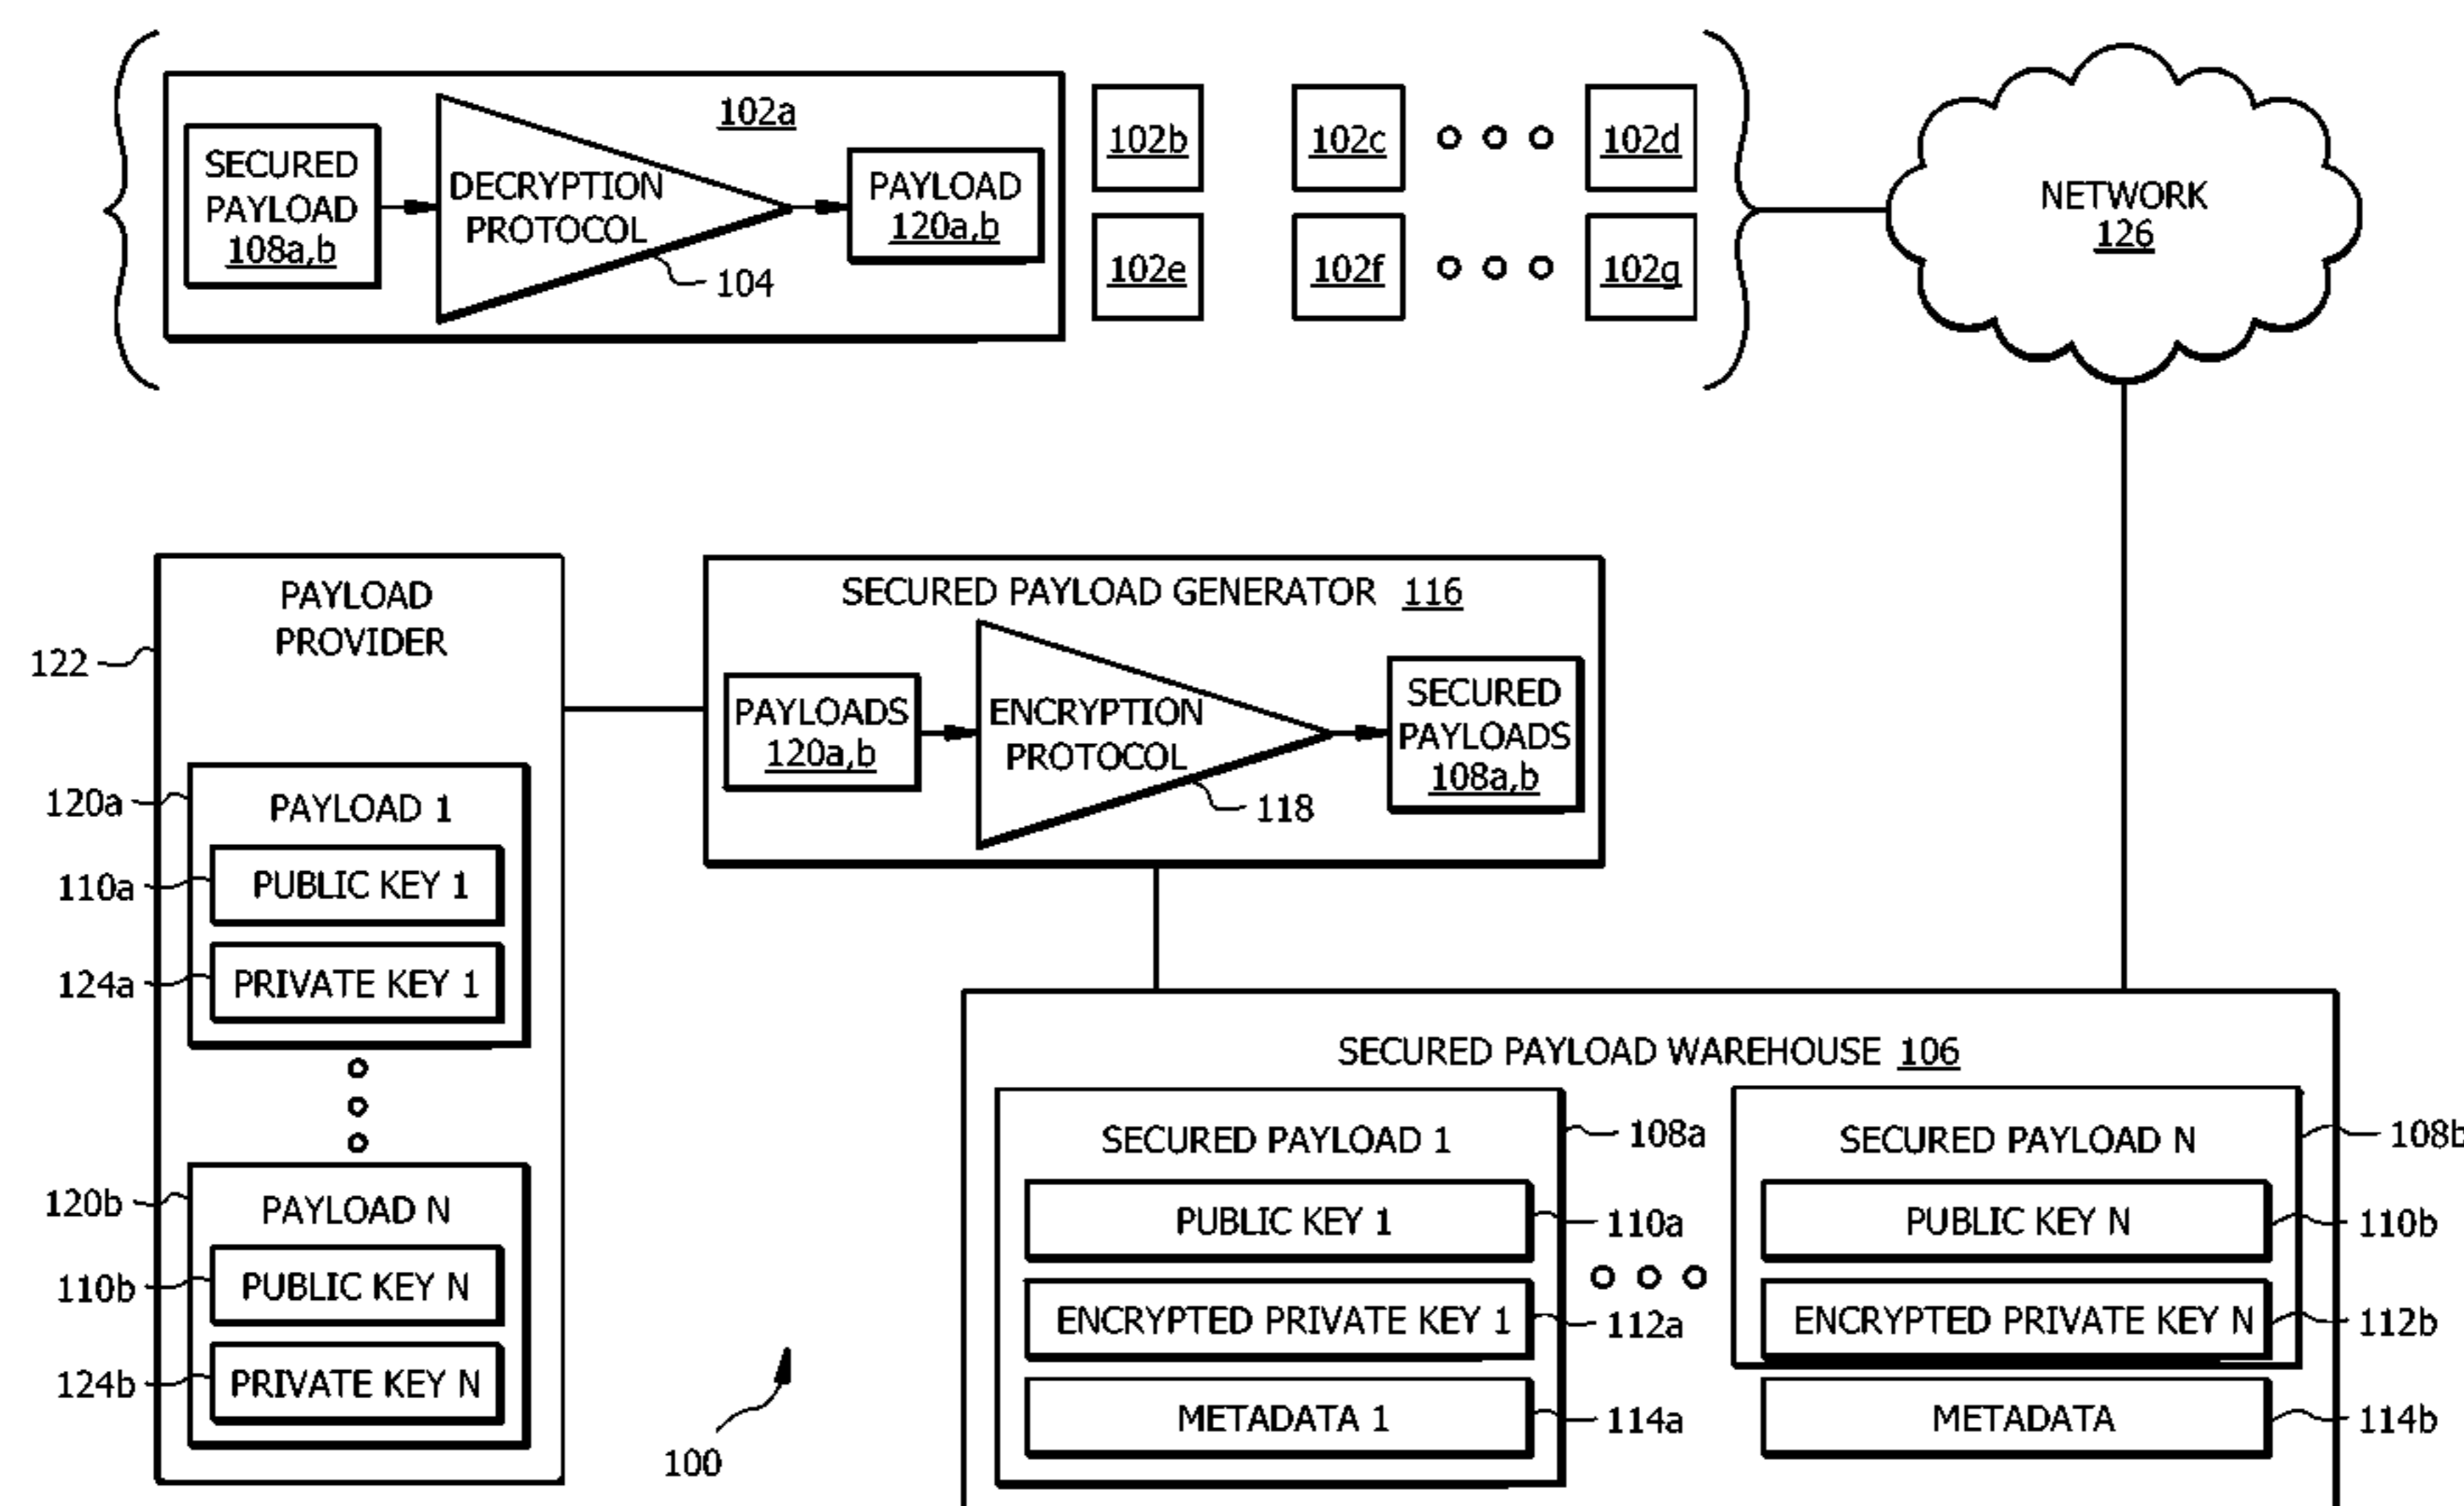 102a
SECURED
PAYLOAD
108a,b
DECRYPTION
PROTOCOL
104
PAYLOAD
120a,b
102b
102c
102d
102e
102f
102g
NETWORK
126
PAYLOAD
PROVIDER
122
120a
PAYLOAD 1
110a
PUBLIC KEY 1
124a
PRIVATE KEY 1
120b
PAYLOAD N
110b
PUBLIC KEY N
124b
PRIVATE KEY N
SECURED PAYLOAD GENERATOR 116
PAYLOADS
120a,b
ENCRYPTION
PROTOCOL
118
SECURED
PAYLOADS
108a,b
100
SECURED PAYLOAD WAREHOUSE 106
SECURED PAYLOAD 1
108a
PUBLIC KEY 1
110a
ENCRYPTED PRIVATE KEY 1
112a
METADATA 1
114a
SECURED PAYLOAD N
108b
PUBLIC KEY N
110b
ENCRYPTED PRIVATE KEY N
112b
METADATA
114b